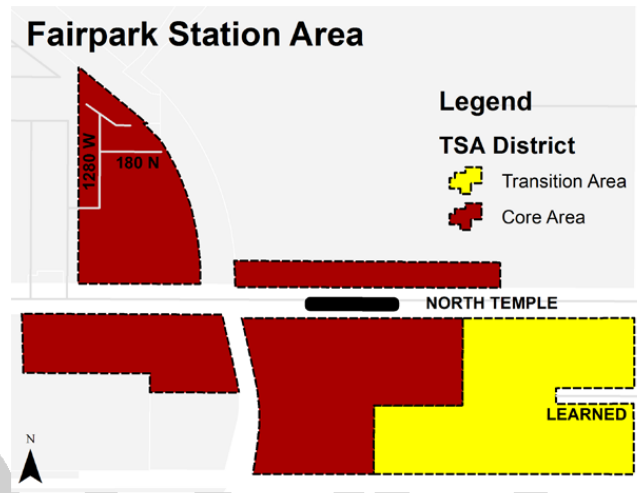 Fairpark Station Area
Legend
TSA District
Transition Area
Core Area
1280 W
180 N
NORTH TEMPLE
LEARNED
N